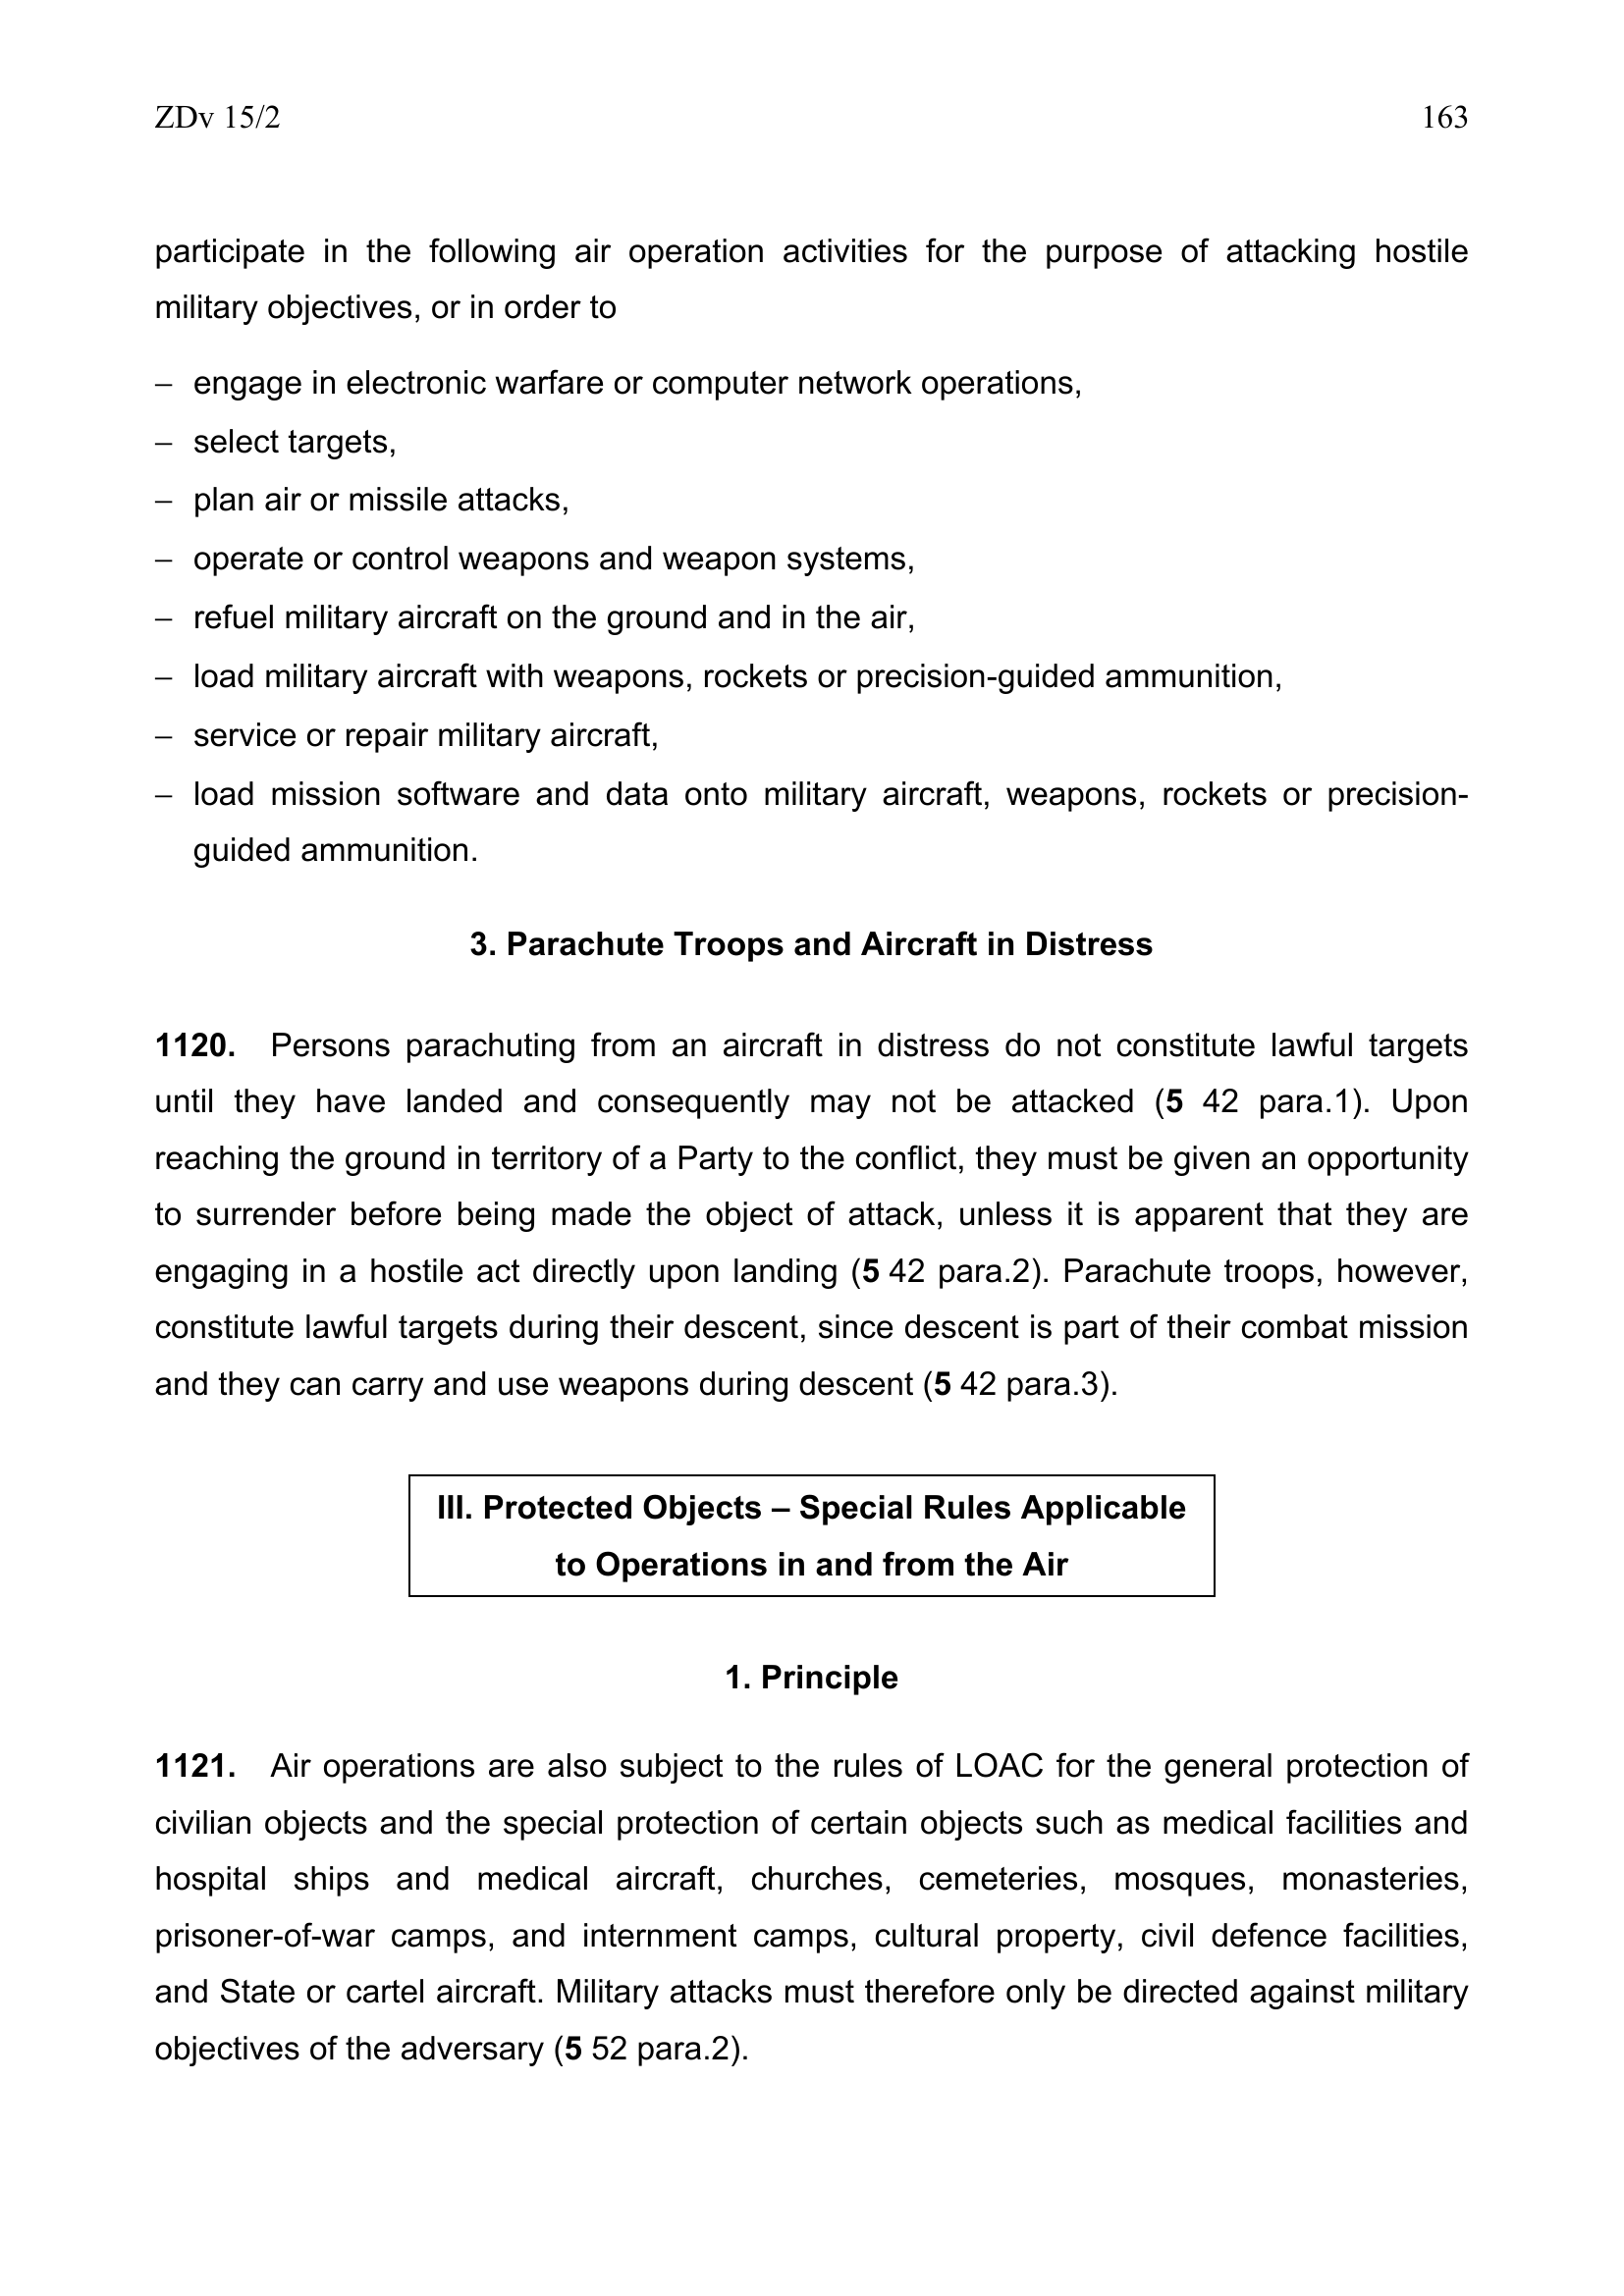 ZDv 15/2 163
participate in the following air operation activities for the purpose of attacking hostile
military objectives, or in order to
– engage in electronic warfare or computer network operations,
– select targets,
– plan air or missile attacks,
– operate or control weapons and weapon systems,
– refuel military aircraft on the ground and in the air,
– load military aircraft with weapons, rockets or precision-guided ammunition,
– service or repair military aircraft,
– load mission software and data onto military aircraft, weapons, rockets or precision-
guided ammunition.
3. Parachute Troops and Aircraft in Distress
1120. Persons parachuting from an aircraft in distress do not constitute lawful targets
until they have landed and consequently may not be attacked (5 42 para.1). Upon
reaching the ground in territory of a Party to the conflict, they must be given an opportunity
to surrender before being made the object of attack, unless it is apparent that they are
engaging in a hostile act directly upon landing (5 42 para.2). Parachute troops, however,
constitute lawful targets during their descent, since descent is part of their combat mission
and they can carry and use weapons during descent (5 42 para.3).
III. Protected Objects – Special Rules Applicable
to Operations in and from the Air
1. Principle
1121. Air operations are also subject to the rules of LOAC for the general protection of
civilian objects and the special protection of certain objects such as medical facilities and
hospital ships and medical aircraft, churches, cemeteries, mosques, monasteries,
prisoner-of-war camps, and internment camps, cultural property, civil defence facilities,
and State or cartel aircraft. Military attacks must therefore only be directed against military
objectives of the adversary (5 52 para.2).